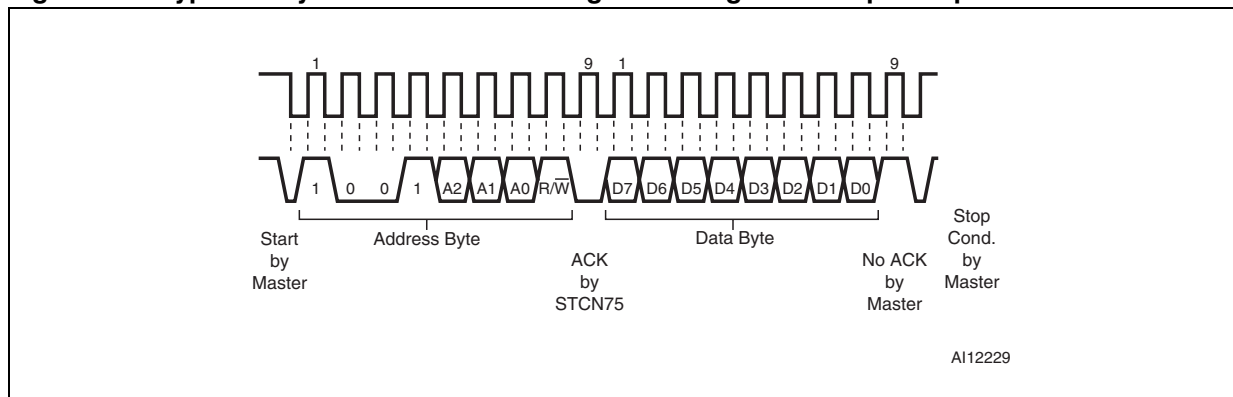 1 9 1 9
1 0 0 1 A2 A1 A0 R/W̅ D7 D6 D5 D4 D3 D2 D1 D0
Start
by
Master
Address Byte
ACK
by
STCN75
Data Byte
No ACK
by
Master
Stop
Cond.
by
Master
AI12229